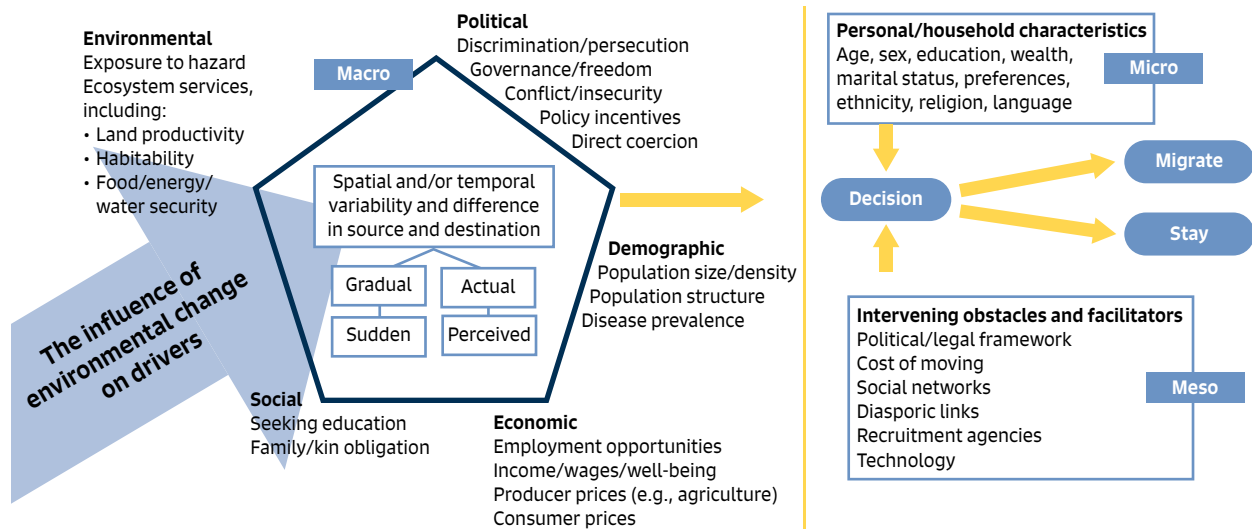 Environmental
Exposure to hazard
Ecosystem services,
including:
• Land productivity
• Habitability
• Food/energy/
water security
The influence of
environmental change
on drivers
Macro
Political
Discrimination/persecution
Governance/freedom
Conflict/insecurity
Policy incentives
Direct coercion
Spatial and/or temporal
variability and difference
in source and destination
Gradual
Actual
Sudden
Perceived
Demographic
Population size/density
Population structure
Disease prevalence
Social
Seeking education
Family/kin obligation
Economic
Employment opportunities
Income/wages/well-being
Producer prices (e.g., agriculture)
Consumer prices
Personal/household characteristics
Age, sex, education, wealth,
marital status, preferences,
ethnicity, religion, language
Micro
Decision
Migrate
Stay
Intervening obstacles and facilitators
Political/legal framework
Cost of moving
Social networks
Diasporic links
Recruitment agencies
Technology
Meso